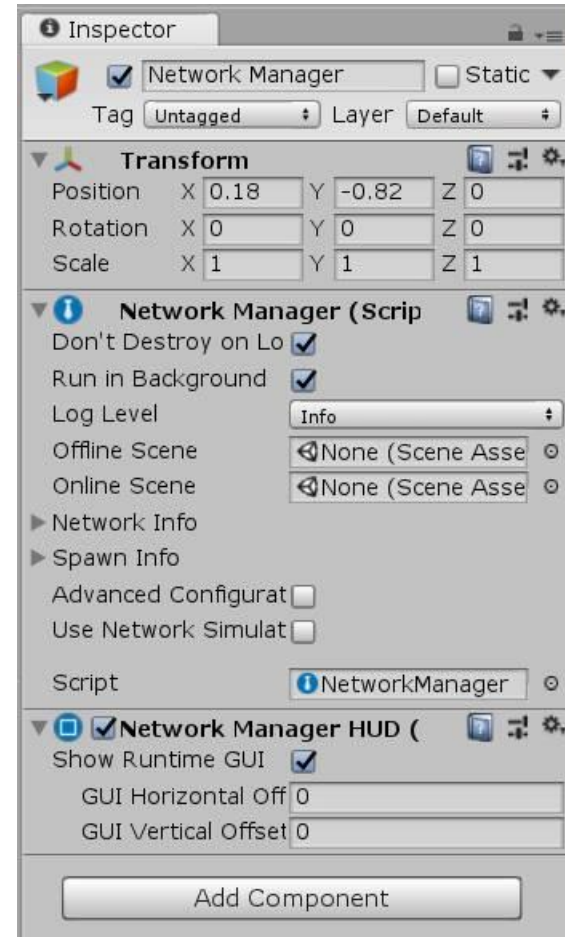 Inspector
Network Manager Static
Tag Untagged Layer Default
Transform
Position X 0.18 Y -0.82 Z 0
Rotation X 0 Y 0 Z 0
Scale X 1 Y 1 Z 1
Network Manager (Scrip
Don't Destroy on Lo
Run in Background
Log Level Info
Offline Scene None (Scene Asse
Online Scene None (Scene Asse
Network Info
Spawn Info
Advanced Configurat
Use Network Simulat
Script NetworkManager
Network Manager HUD (
Show Runtime GUI
GUI Horizontal Off 0
GUI Vertical Offset 0
Add Component